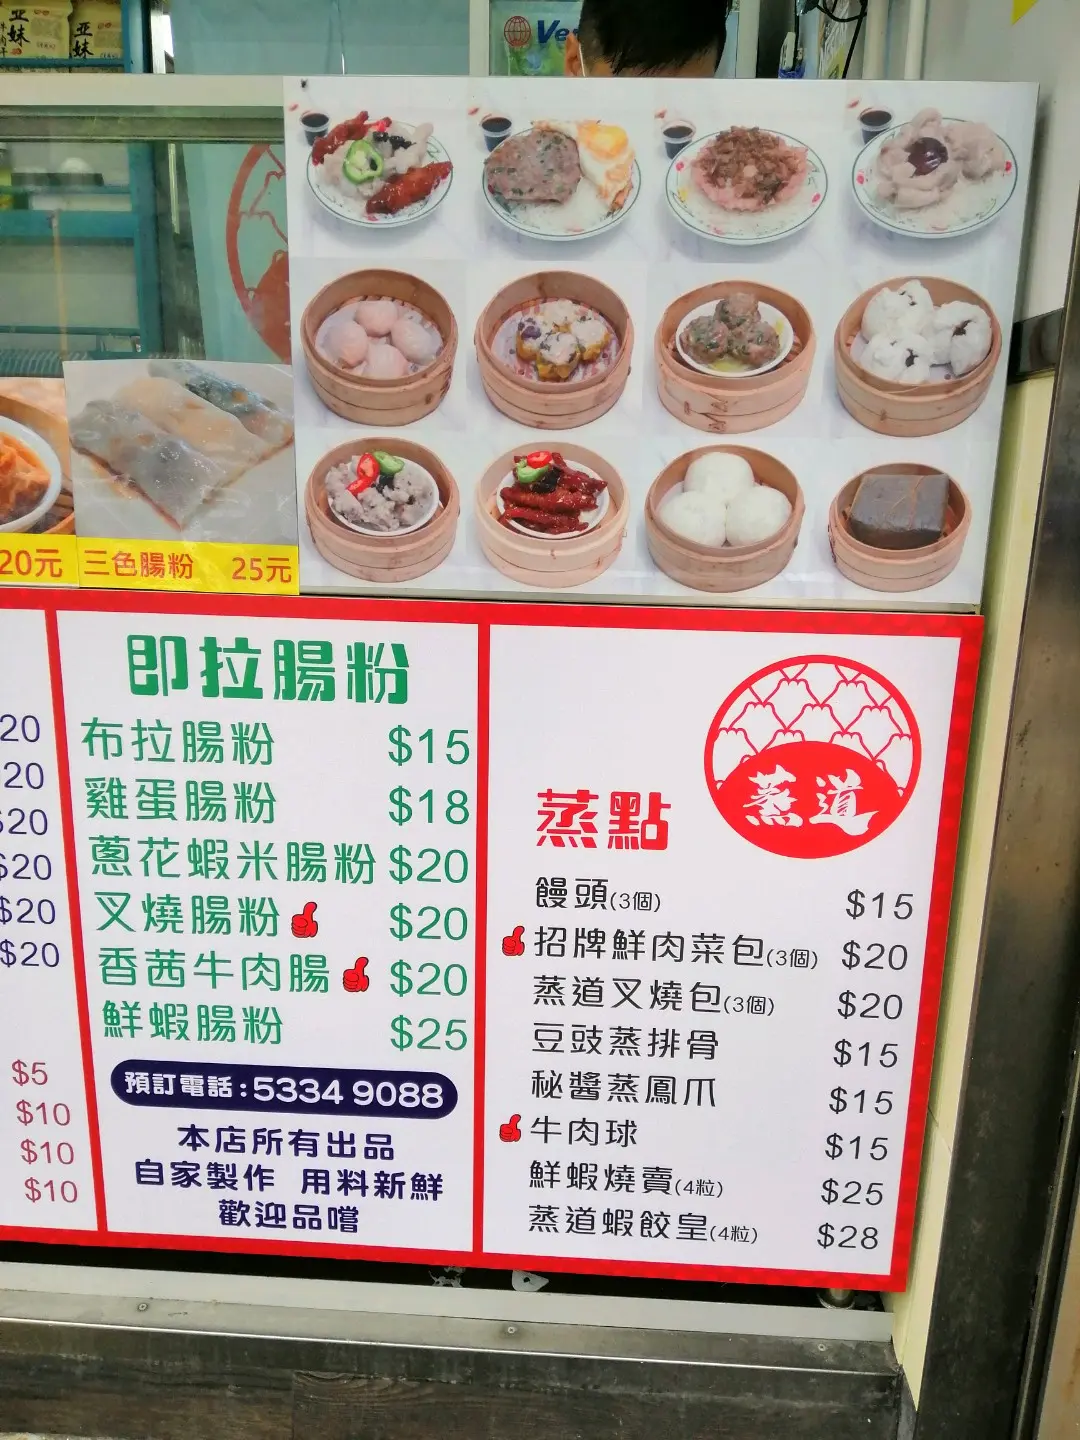 亚妹
亚妹
Ve
20元
三色腸粉 25元
20
20
$20
$20
$20
$20
$5
$10
$10
$10
即拉腸粉
布拉腸粉 $15
雞蛋腸粉 $18
蔥花蝦米腸粉 $20
叉燒腸粉 $20
香茜牛肉腸 $20
鮮蝦腸粉 $25
預訂電話:5334 9088
本店所有出品
自家製作 用料新鮮
歡迎品嚐
蒸道
蒸點
饅頭(3個) $15
招牌鮮肉菜包(3個) $20
蒸道叉燒包(3個) $20
豆豉蒸排骨 $15
秘醬蒸鳳爪 $15
牛肉球 $15
鮮蝦燒賣(4粒) $25
蒸道蝦餃皇(4粒) $28